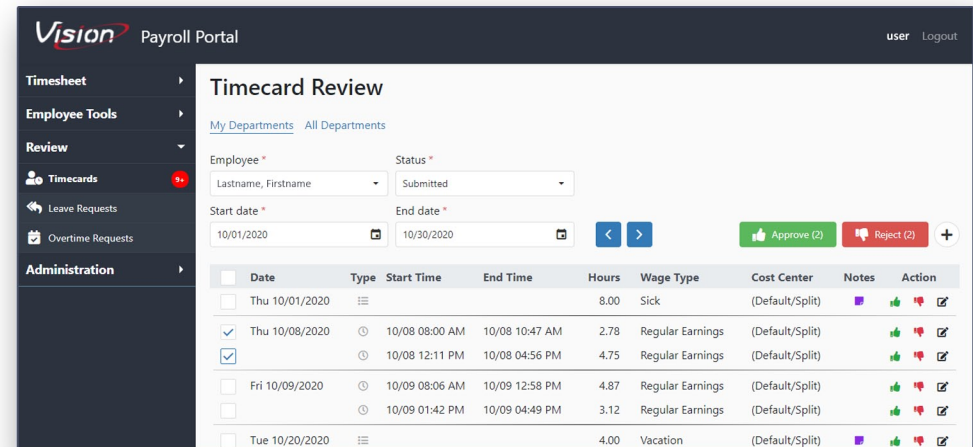 Vision Payroll Portal
user Logout
Timesheet
Employee Tools
Review
Timecards 9+
Leave Requests
Overtime Requests
Administration
Timecard Review
My Departments All Departments
Employee * Status *
Lastname, Firstname Submitted
Start date * End date *
10/01/2020 10/30/2020 Approve (2) Reject (2)
Date Type Start Time End Time Hours Wage Type Cost Center Notes Action
Thu 10/01/2020 8.00 Sick (Default/Split)
Thu 10/08/2020 10/08 08:00 AM 10/08 10:47 AM 2.78 Regular Earnings (Default/Split)
10/08 12:11 PM 10/08 04:56 PM 4.75 Regular Earnings (Default/Split)
Fri 10/09/2020 10/09 08:06 AM 10/09 12:58 PM 4.87 Regular Earnings (Default/Split)
10/09 01:42 PM 10/09 04:49 PM 3.12 Regular Earnings (Default/Split)
Tue 10/20/2020 4.00 Vacation (Default/Split)